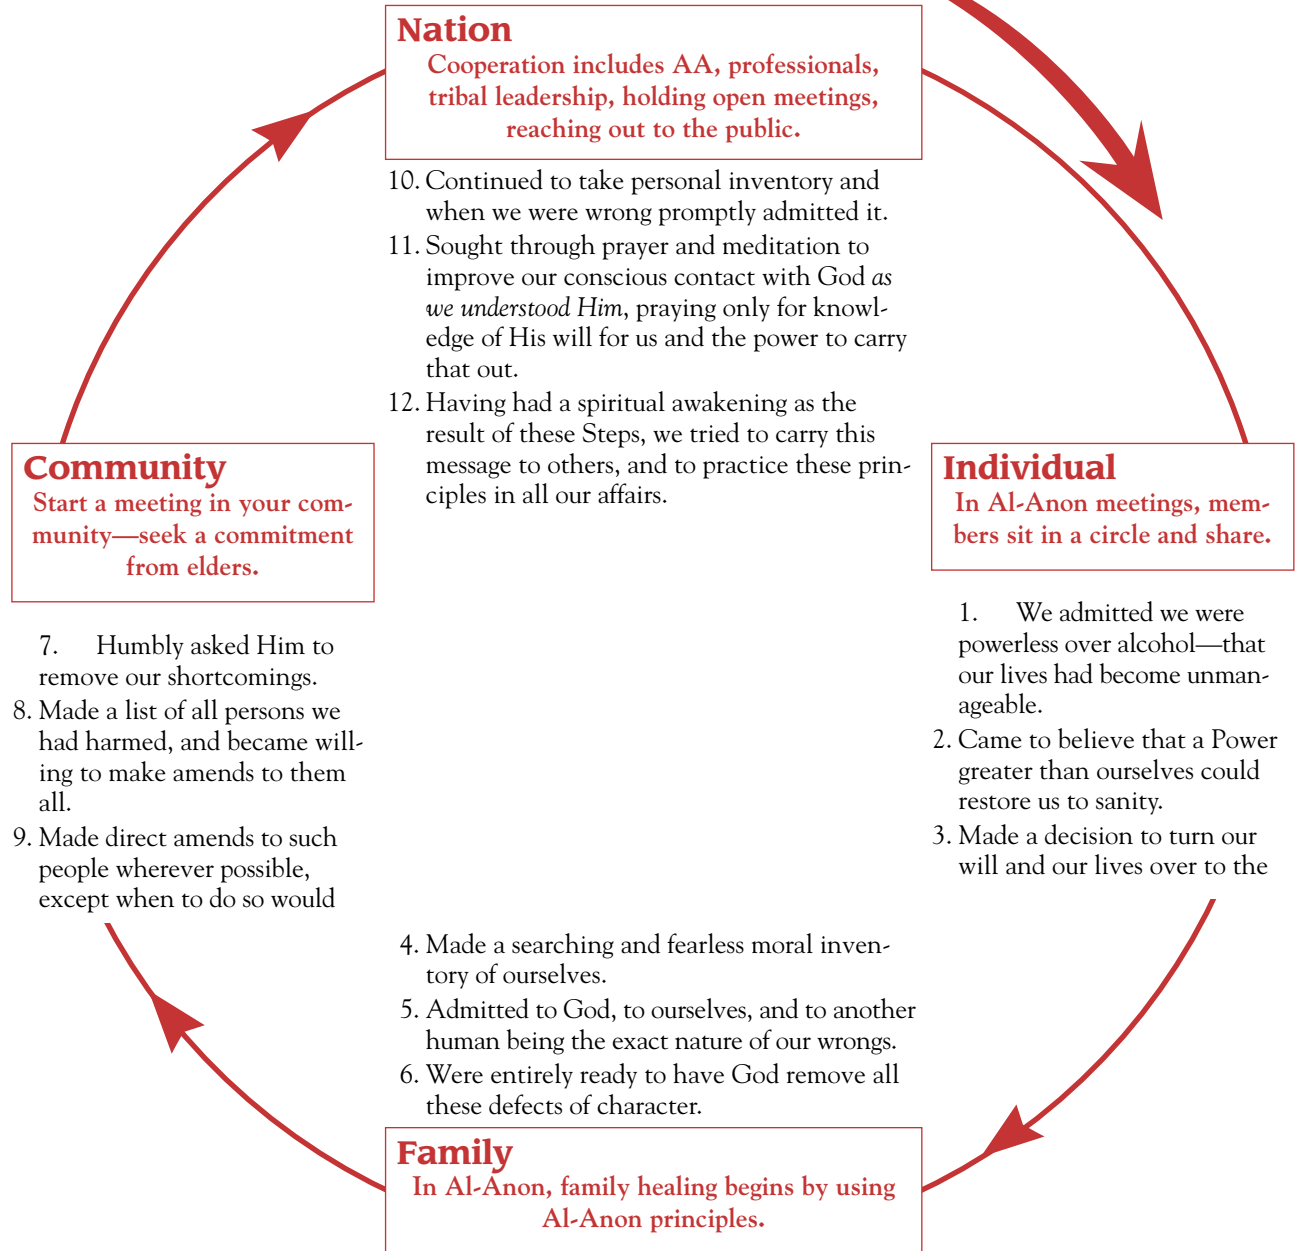 Nation
Cooperation includes AA, professionals,
tribal leadership, holding open meetings,
reaching out to the public.
10. Continued to take personal inventory and
when we were wrong promptly admitted it.
11. Sought through prayer and meditation to
improve our conscious contact with God as
we understood Him, praying only for knowl-
edge of His will for us and the power to carry
that out.
12. Having had a spiritual awakening as the
result of these Steps, we tried to carry this
message to others, and to practice these prin-
ciples in all our affairs.
Community
Start a meeting in your com-
munity—seek a commitment
from elders.
7. Humbly asked Him to
remove our shortcomings.
8. Made a list of all persons we
had harmed, and became will-
ing to make amends to them
all.
9. Made direct amends to such
people wherever possible,
except when to do so would
Individual
In Al-Anon meetings, mem-
bers sit in a circle and share.
1. We admitted we were
powerless over alcohol—that
our lives had become unman-
ageable.
2. Came to believe that a Power
greater than ourselves could
restore us to sanity.
3. Made a decision to turn our
will and our lives over to the
4. Made a searching and fearless moral inven-
tory of ourselves.
5. Admitted to God, to ourselves, and to another
human being the exact nature of our wrongs.
6. Were entirely ready to have God remove all
these defects of character.
Family
In Al-Anon, family healing begins by using
Al-Anon principles.